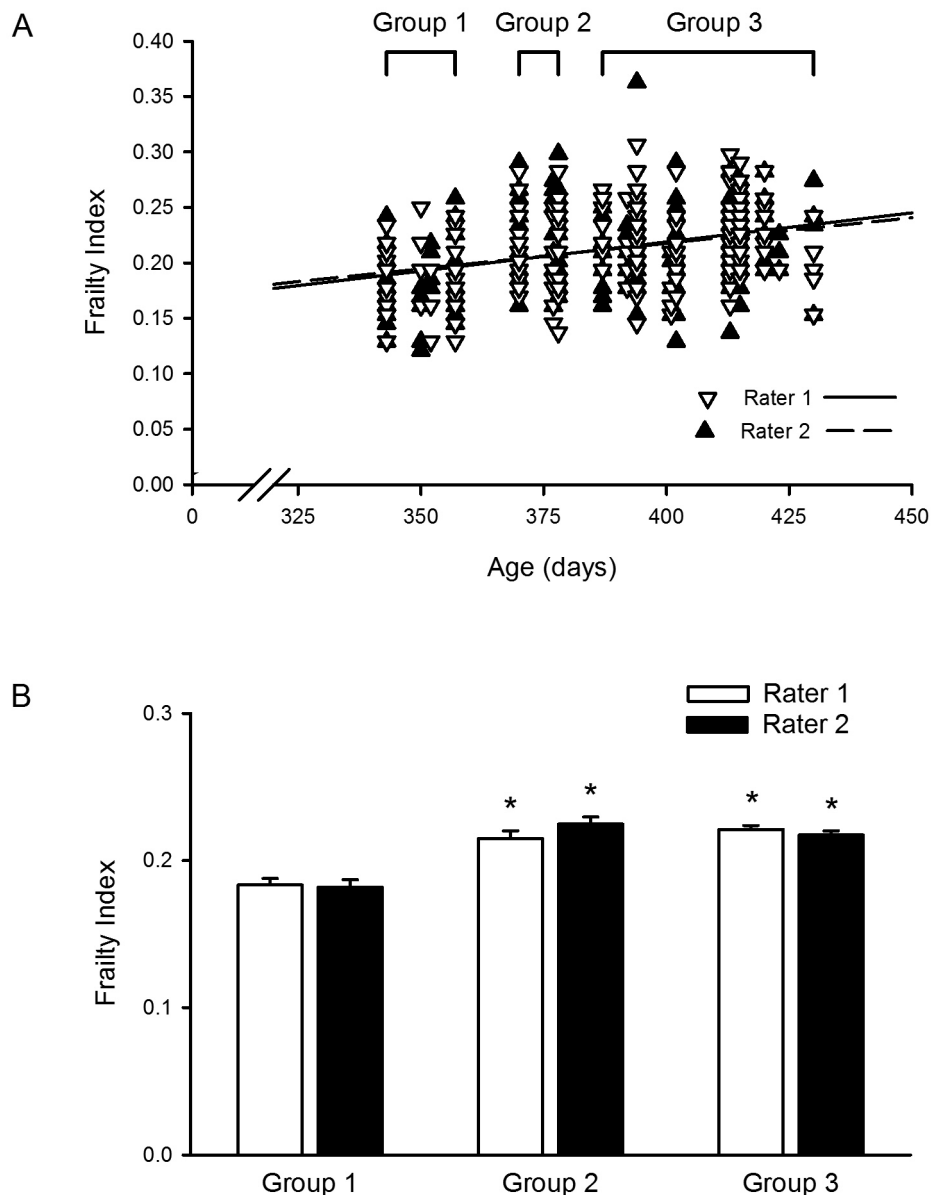 A
Group 1 Group 2 Group 3
0.40
0.35
0.30
0.25
0.20
0.15
0.10
0.05
0.00
Frailty Index
Rater 1
Rater 2
0 325 350 375 400 425 450
Age (days)
B
Rater 1
Rater 2
0.3
0.2
0.1
0.0
Frailty Index
* * * *
Group 1 Group 2 Group 3